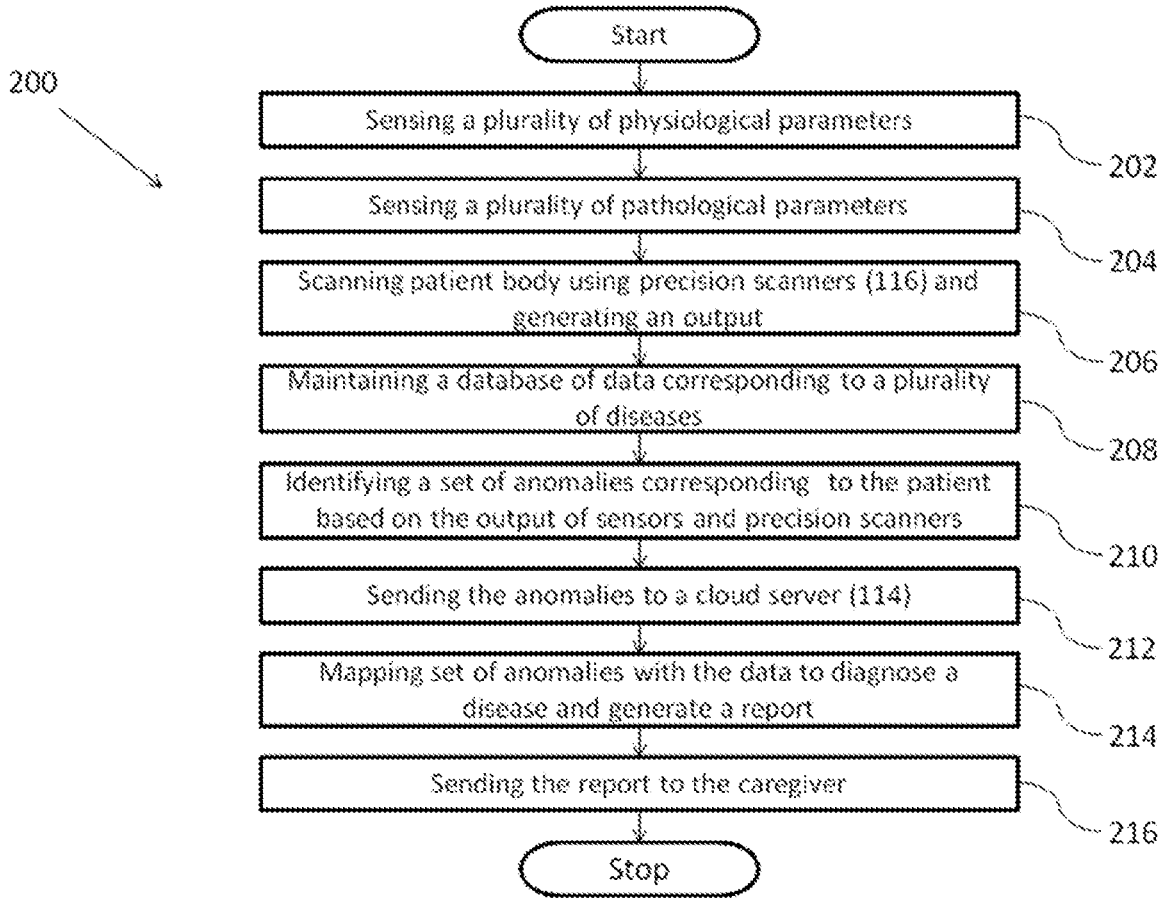 Start
200
Sensing a plurality of physiological parameters
202
Sensing a plurality of pathological parameters
204
Scanning patient body using precision scanners (116) and
generating an output
206
Maintaining a database of data corresponding to a plurality
of diseases
208
Identifying a set of anomalies corresponding to the patient
based on the output of sensors and precision scanners
210
Sending the anomalies to a cloud server (114)
212
Mapping set of anomalies with the data to diagnose a
disease and generate a report
214
Sending the report to the caregiver
216
Stop